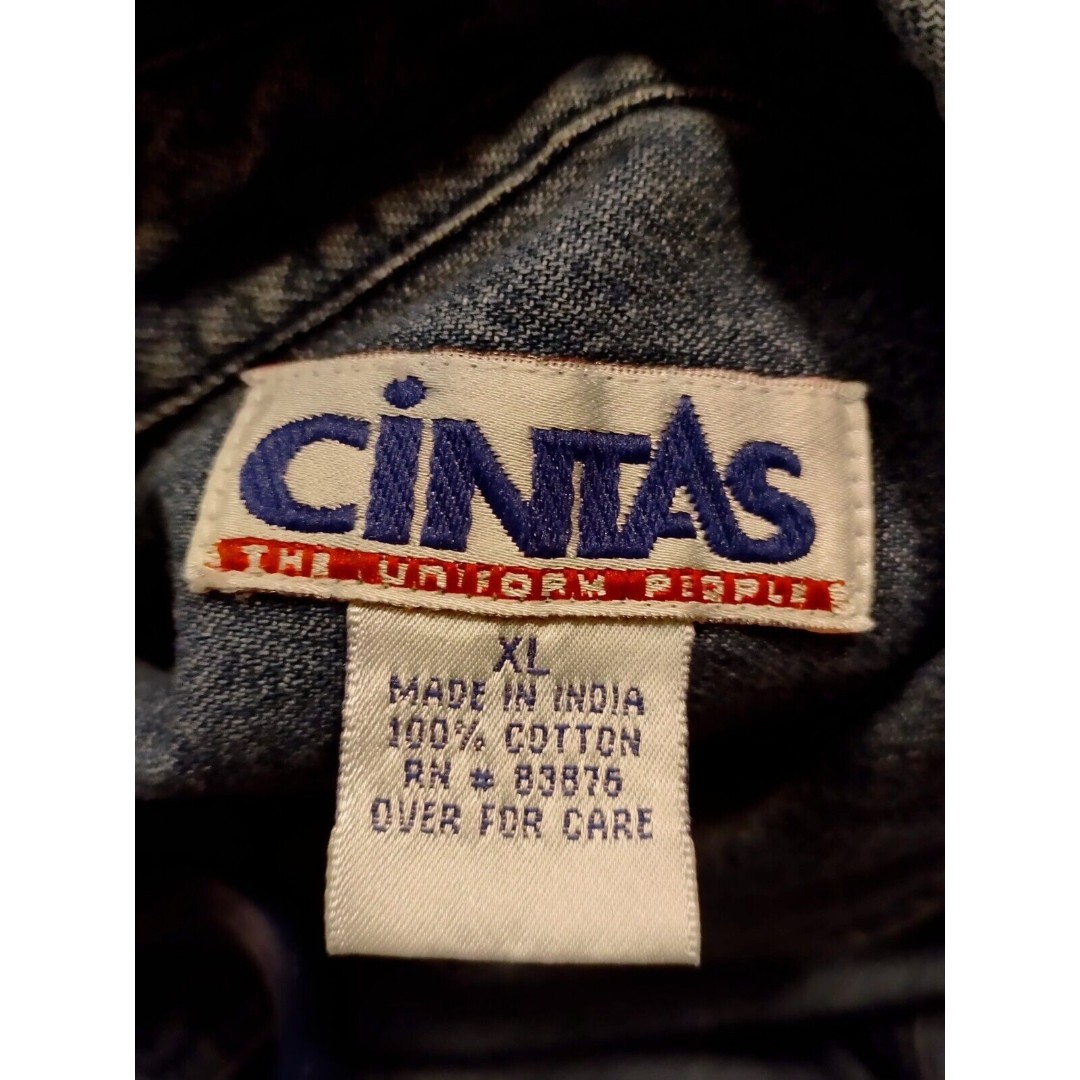 CiNTAS
THE UNIFORM PEOPLE
XL
MADE IN INDIA
100% COTTON
RN # 83876
OVER FOR CARE